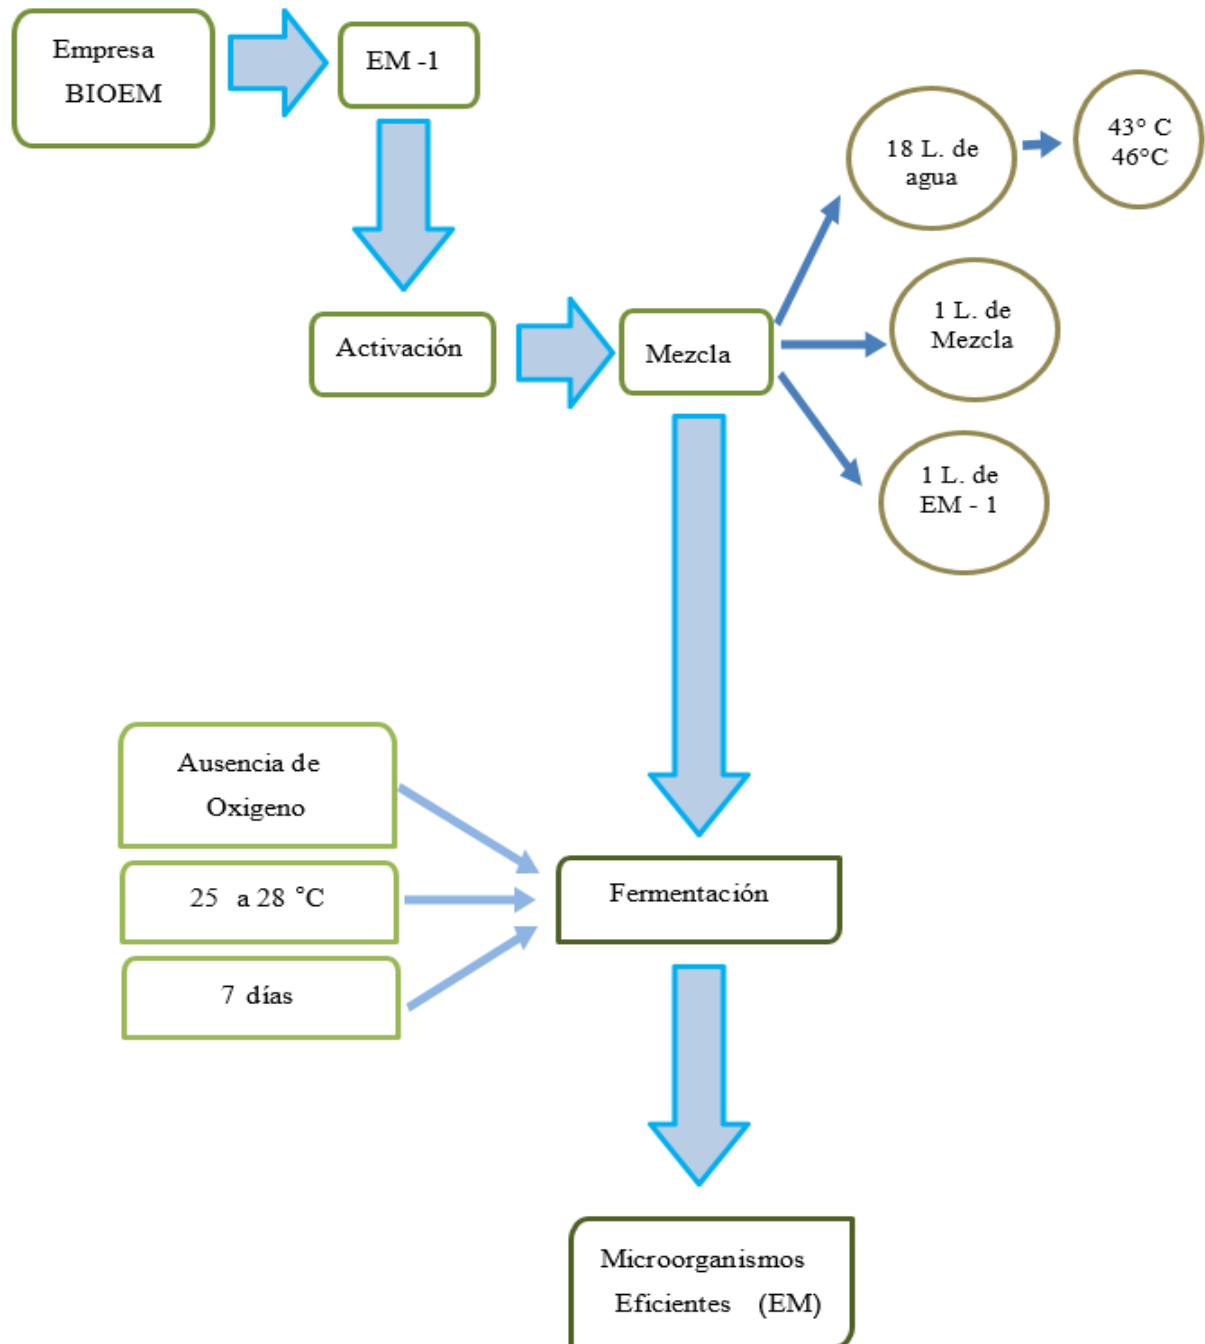 Empresa
BIOEM
EM -1
18 L. de
agua
43° C
46°C
Activación
Mezcla
1 L. de
Mezcla
1 L. de
EM - 1
Ausencia de
Oxigeno
25 a 28 °C
7 días
Fermentación
Microorganismos
Eficientes (EM)